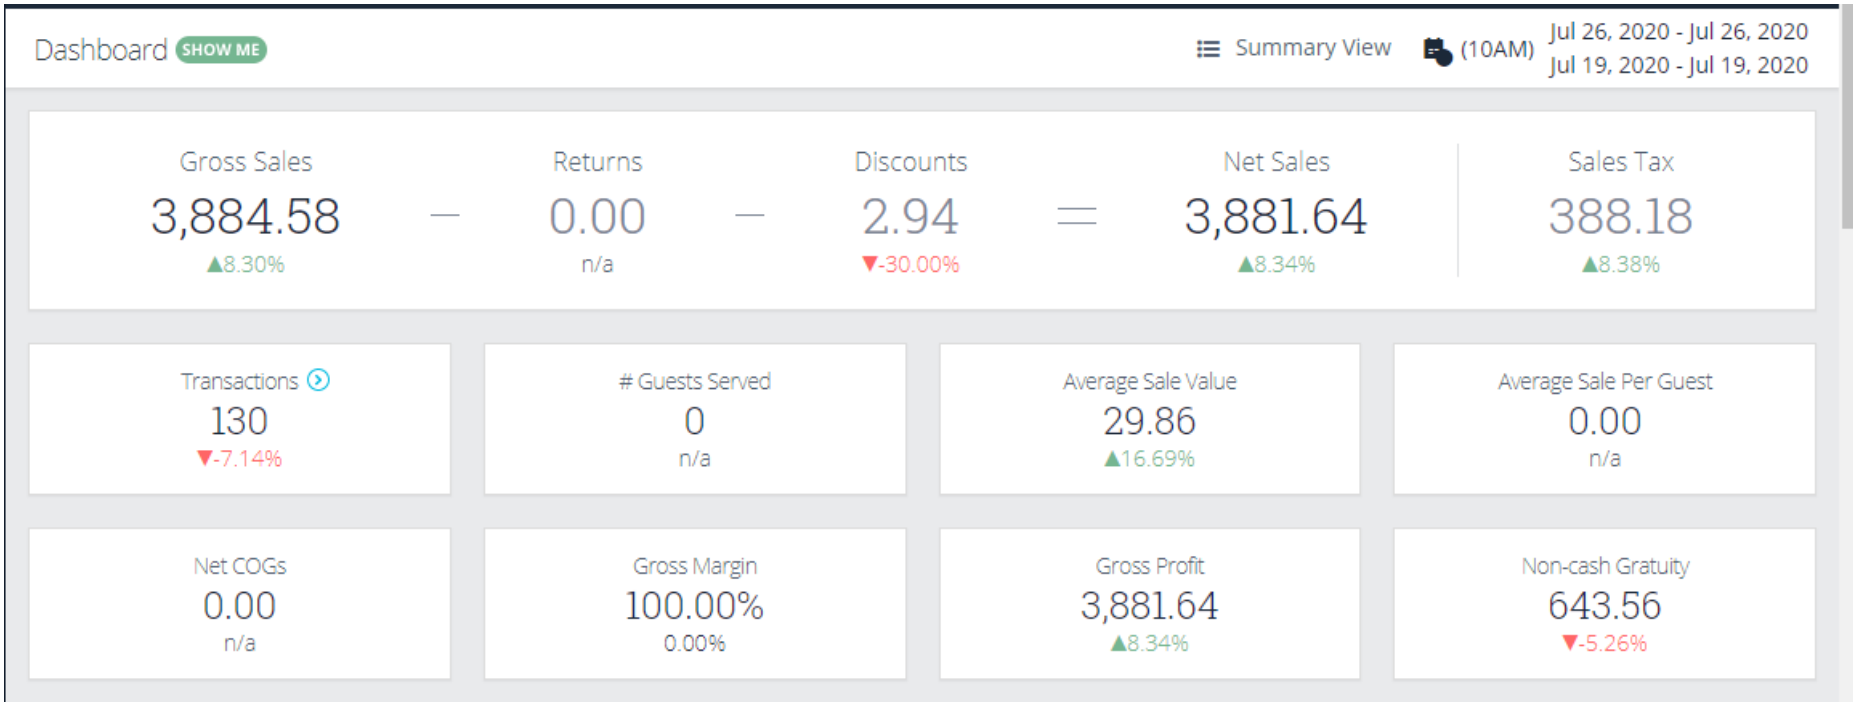 Dashboard SHOW ME
Summary View
(10AM)
Jul 26, 2020 - Jul 26, 2020
Jul 19, 2020 - Jul 19, 2020
Gross Sales
3,884.58
▲8.30%
—
Returns
0.00
n/a
—
Discounts
2.94
▼-30.00%
=
Net Sales
3,881.64
▲8.34%
Sales Tax
388.18
▲8.38%
Transactions
130
▼-7.14%
# Guests Served
0
n/a
Average Sale Value
29.86
▲16.69%
Average Sale Per Guest
0.00
n/a
Net COGs
0.00
n/a
Gross Margin
100.00%
0.00%
Gross Profit
3,881.64
▲8.34%
Non-cash Gratuity
643.56
▼-5.26%